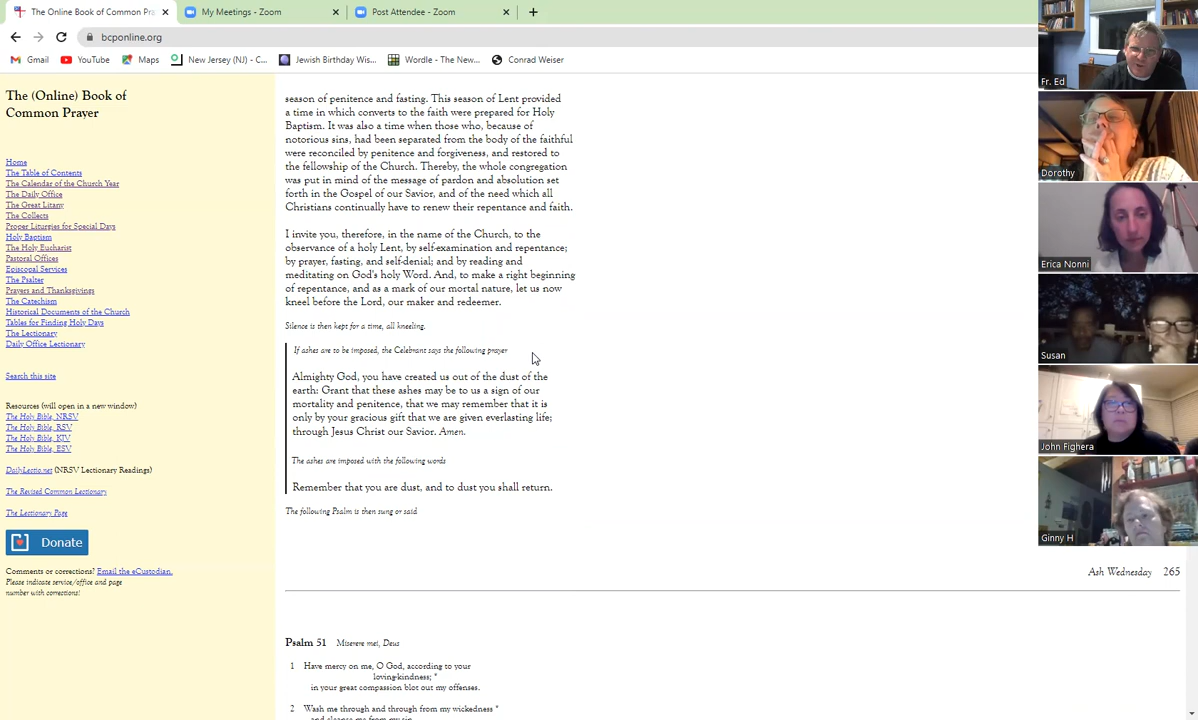 The Online Book of Common Pra
My Meetings - Zoom
Post Attendee - Zoom
bcponline.org
Gmail
YouTube
Maps
New Jersey (NJ) - C...
Jewish Birthday Wis...
Wordle - The New...
Conrad Weiser
The (Online) Book of
Common Prayer
Home
The Table of Contents
The Calendar of the Church Year
The Daily Office
The Great Litany
The Collects
Proper Liturgies for Special Days
Holy Baptism
The Holy Eucharist
Pastoral Offices
Episcopal Services
The Psalter
Prayers and Thanksgivings
The Catechism
Historical Documents of the Church
Tables for Finding Holy Days
The Lectionary
Daily Office Lectionary
Search this site
Resources (will open in a new window)
The Holy Bible, NRSV
The Holy Bible, RSV
The Holy Bible, KJV
The Holy Bible, ESV
DailyLectio.net (NRSV Lectionary Readings)
The Revised Common Lectionary
The Lectionary Page
Donate
Comments or corrections? Email the eCustodian.
Please indicate service/office and page
number with corrections!
season of penitence and fasting. This season of Lent provided
a time in which converts to the faith were prepared for Holy
Baptism. It was also a time when those who, because of
notorious sins, had been separated from the body of the faithful
were reconciled by penitence and forgiveness, and restored to
the fellowship of the Church. Thereby, the whole congregation
was put in mind of the message of pardon and absolution set
forth in the Gospel of our Savior, and of the need which all
Christians continually have to renew their repentance and faith.
I invite you, therefore, in the name of the Church, to the
observance of a holy Lent, by self-examination and repentance;
by prayer, fasting, and self-denial; and by reading and
meditating on God's holy Word. And, to make a right beginning
of repentance, and as a mark of our mortal nature, let us now
kneel before the Lord, our maker and redeemer.
Silence is then kept for a time, all kneeling.
If ashes are to be imposed, the Celebrant says the following prayer
Almighty God, you have created us out of the dust of the
earth: Grant that these ashes may be to us a sign of our
mortality and penitence, that we may remember that it is
only by your gracious gift that we are given everlasting life;
through Jesus Christ our Savior. Amen.
The ashes are imposed with the following words
Remember that you are dust, and to dust you shall return.
The following Psalm is then sung or said
Ash Wednesday 265
Psalm 51 Miserere mei, Deus
1 Have mercy on me, O God, according to your
loving-kindness; *
in your great compassion blot out my offenses.
2 Wash me through and through from my wickedness *
and cleanse me from my sin.
Fr. Ed
Dorothy
Erica Nonni
Susan
John Fighera
Ginny H